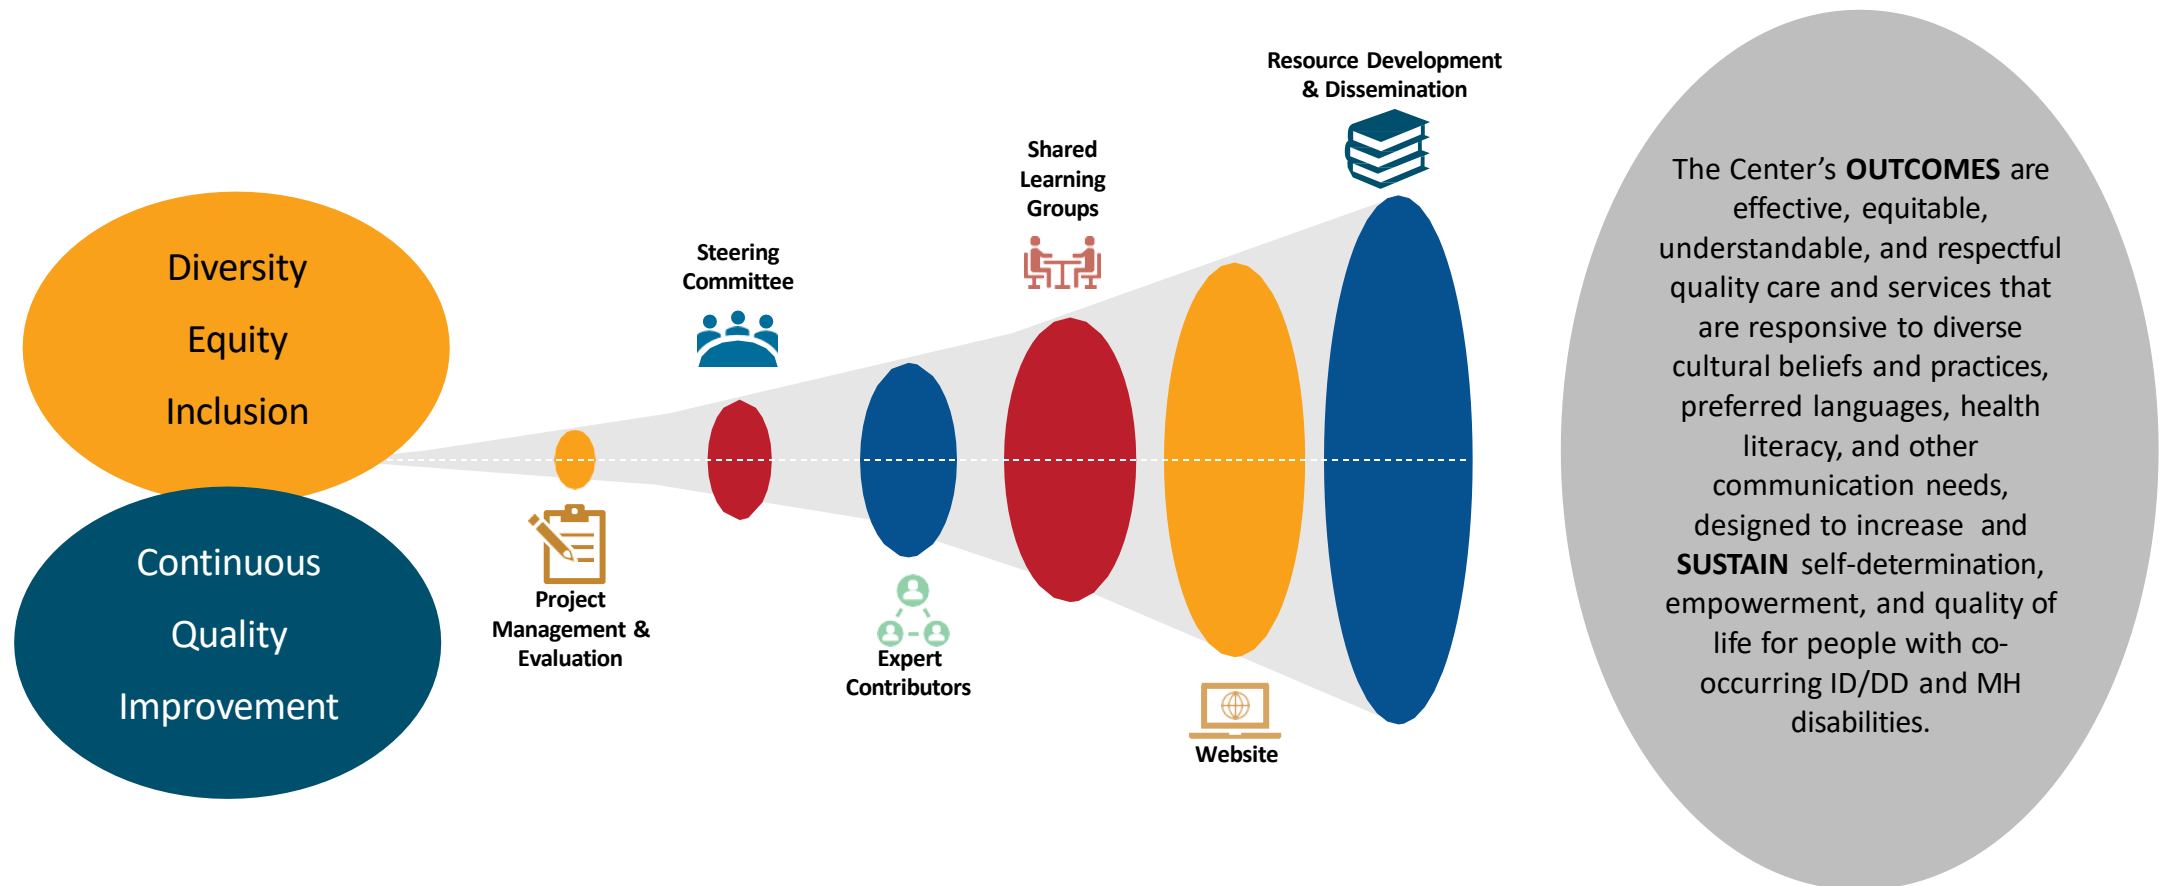 Diversity
Equity
Inclusion
Continuous
Quality
Improvement
Project
Management &
Evaluation
Steering
Committee
Expert
Contributors
Shared
Learning
Groups
Website
Resource Development
& Dissemination
The Center’s OUTCOMES are
effective, equitable,
understandable, and respectful
quality care and services that
are responsive to diverse
cultural beliefs and practices,
preferred languages, health
literacy, and other
communication needs,
designed to increase and
SUSTAIN self-determination,
empowerment, and quality of
life for people with co-
occurring ID/DD and MH
disabilities.